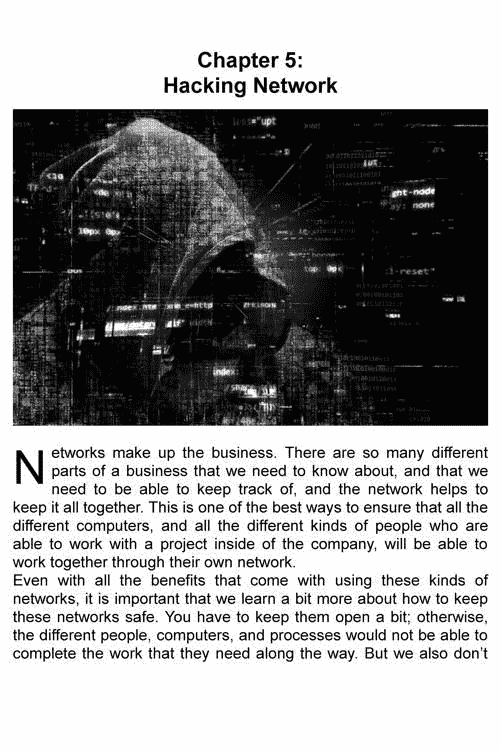 Chapter 5:
Hacking Network
Networks make up the business. There are so many different
parts of a business that we need to know about, and that we
need to be able to keep track of, and the network helps to
keep it all together. This is one of the best ways to ensure that all the
different computers, and all the different kinds of people who are
able to work with a project inside of the company, will be able to
work together through their own network.
Even with all the benefits that come with using these kinds of
networks, it is important that we learn a bit more about how to keep
these networks safe. You have to keep them open a bit; otherwise,
the different people, computers, and processes would not be able to
complete the work that they need along the way. But we also don’t